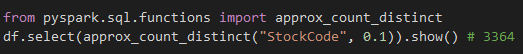 from pyspark.sql.functions import approx_count_distinct
df.select(approx_count_distinct("StockCode", 0.1)).show() # 3364